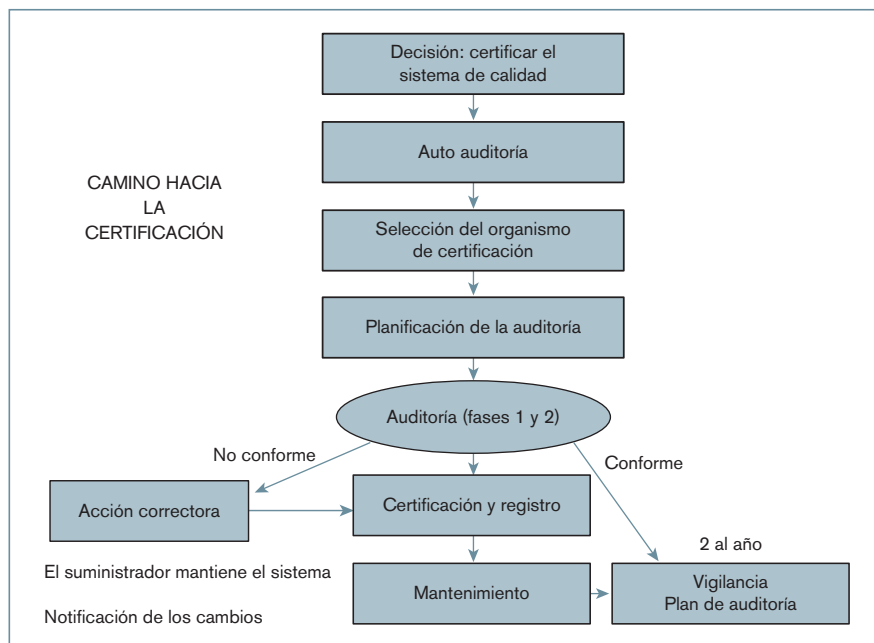 Decisión: certificar el
sistema de calidad
Auto auditoría
CAMINO HACIA
LA
CERTIFICACIÓN
Selección del organismo
de certificación
Planificación de la auditoría
Auditoría (fases 1 y 2)
No conforme
Conforme
Acción correctora
Certificación y registro
2 al año
El suministrador mantiene el sistema
Mantenimiento
Vigilancia
Plan de auditoría
Notificación de los cambios